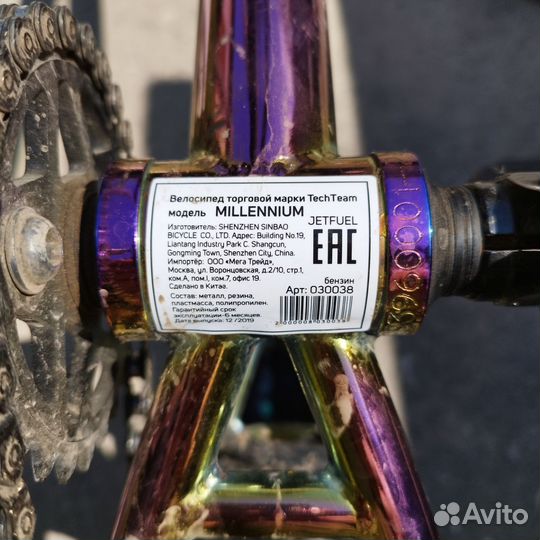 Велосипед торговой марки TechTeam
модель MILLENNIUM
JETFUEL
Изготовитель: SHENZHEN SINBAO
BICYCLE CO., LTD. Адрес: Building No.19,
Liantang Industry Park C. Shangcun,
Gongming Town, Shenzhen City, China.
Импортёр: ООО «Мега Трейд»,
Москва, ул. Воронцовская, д.2/10, стр.1,
ком.А, пом.I, ком.7, офис 19.
Сделано в Китае.
EAC
бензин
Арт: 030038
Состав: металл, резина,
пластмасса, полипропилен.
Гарантийный срок
эксплуатации-6 месяцев.
Дата выпуска: 12/2019
Avito